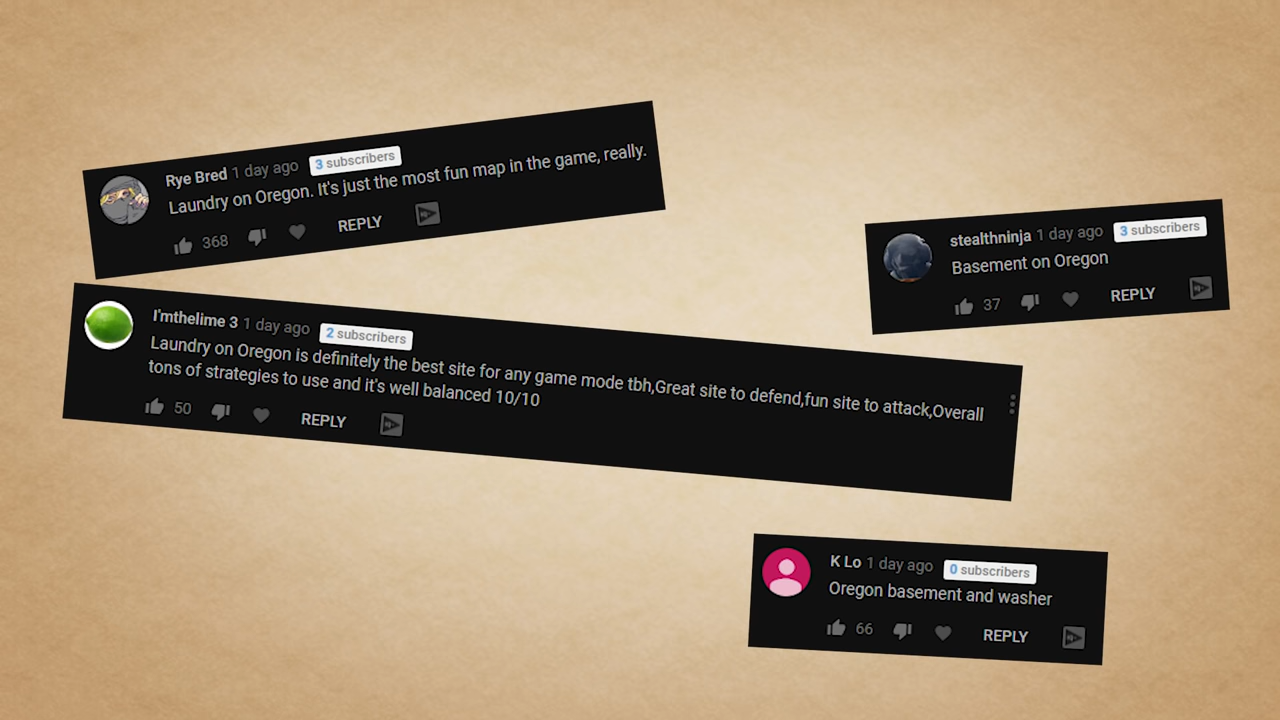 Rye Bred 1 day ago 3 subscribers
Laundry on Oregon. It's just the most fun map in the game, really.
368 REPLY
stealthninja 1 day ago 3 subscribers
Basement on Oregon
37 REPLY
I'mthelime 3 1 day ago 2 subscribers
Laundry on Oregon is definitely the best site for any game mode tbh,Great site to defend,fun site to attack,Overall
tons of strategies to use and it's well balanced 10/10
50 REPLY
K Lo 1 day ago 0 subscribers
Oregon basement and washer
66 REPLY